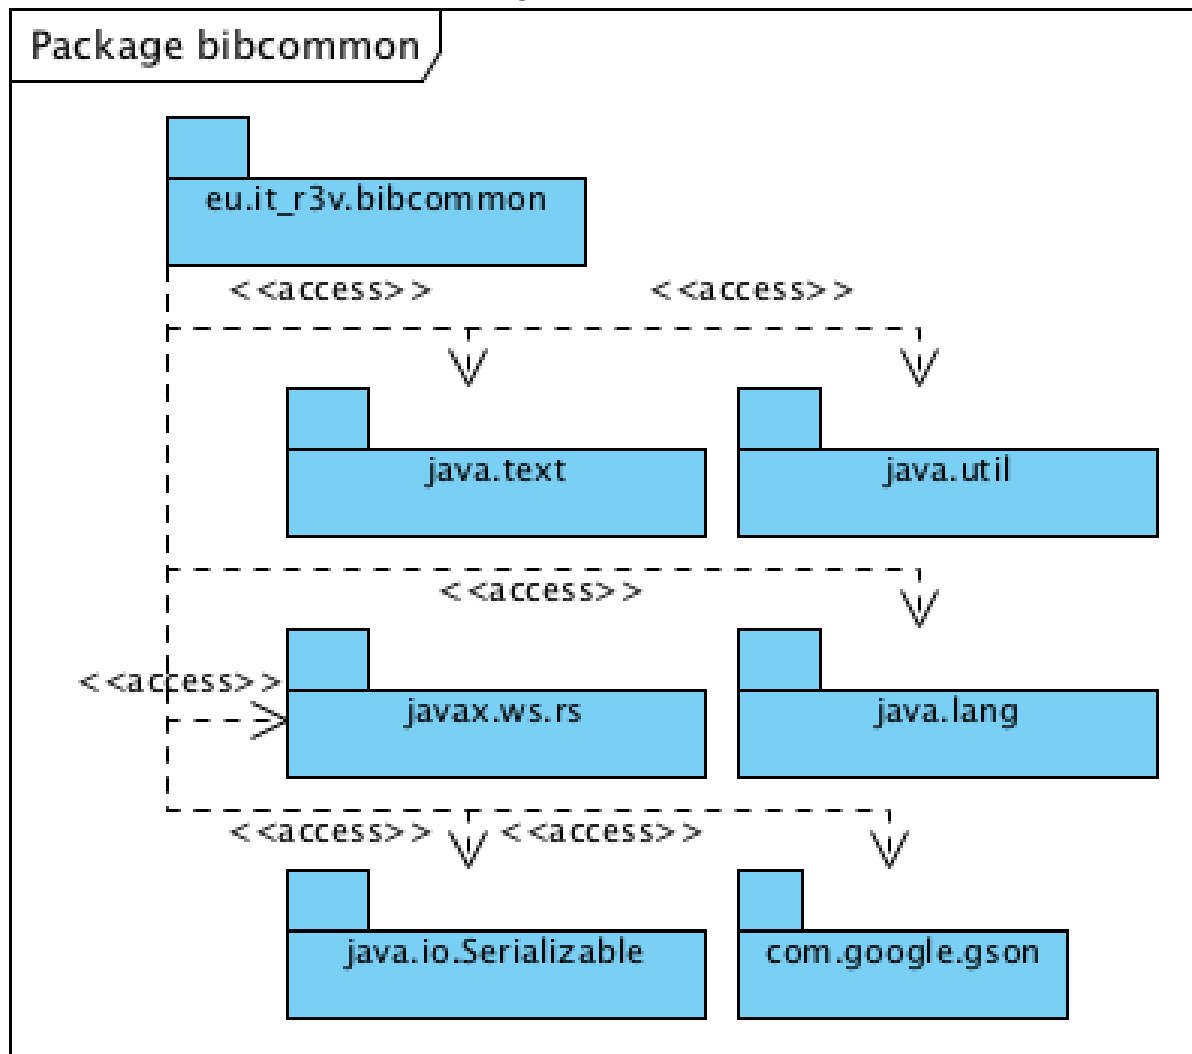 Package bibcommon
eu.it_r3v.bibcommon
<<access>> <<access>>
java.text java.util
<<access>>
<<access>>
javax.ws.rs java.lang
<<access>> <<access>>
java.io.Serializable com.google.gson